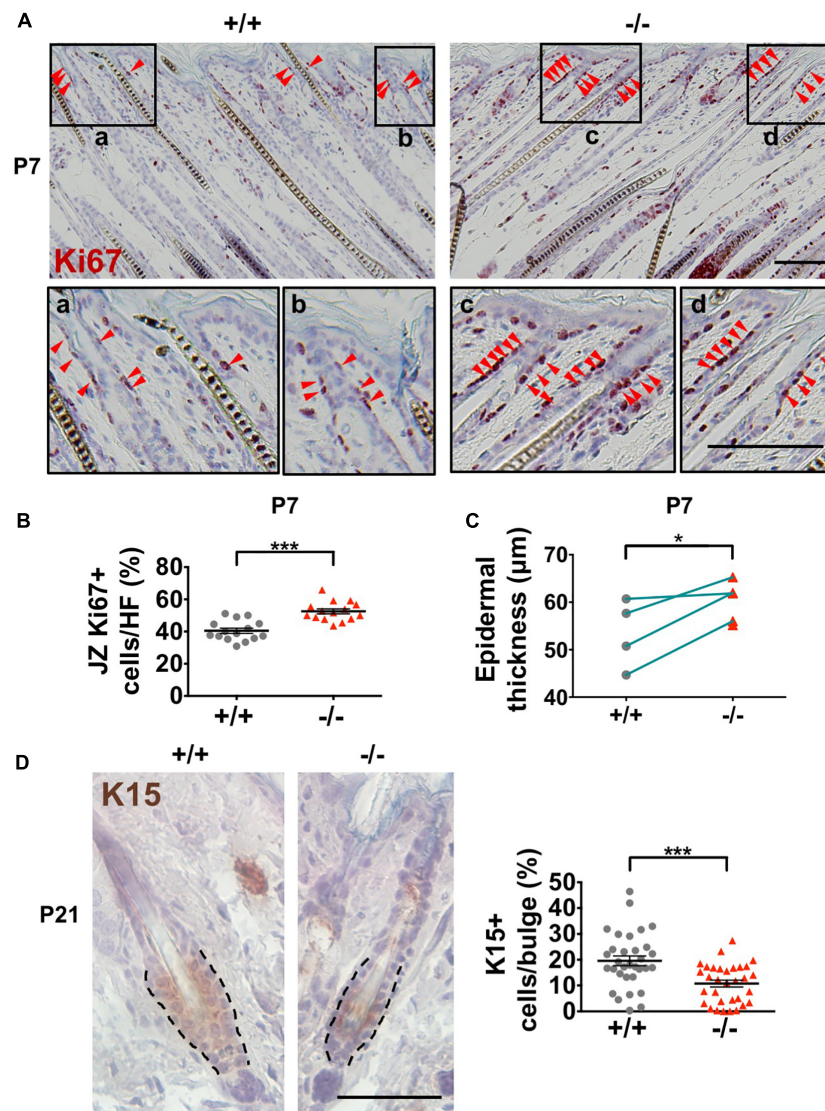 A
+/+
-/-
P7
a
b
c
d
Ki67
a
b
c
d
B
P7
JZ Ki67+
cells/HF (%)
80
60
40
20
0
***
+/+
-/-
C
P7
Epidermal
thickness (μm)
70
60
50
40
*
+/+
-/-
D
+/+
-/-
K15
P21
K15+
cells/bulge (%)
50
40
30
20
10
0
***
+/+
-/-